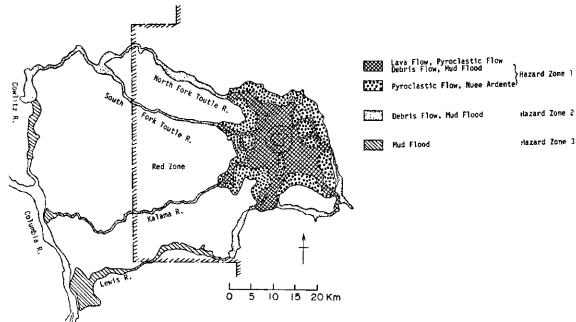 North Fork Toutle R.
South Fork Toutle R.
Cowlitz R.
Columbia R.
Red Zone
Kalama R.
Lewis R.
0 5 10 15 20 Km
Lava Flow, Pyroclastic Flow
Debris Flow, Mud Flood
Hazard Zone 1
Pyroclastic Flow, Nuee Ardente
Debris Flow, Mud Flood Hazard Zone 2
Mud Flood Hazard Zone 3